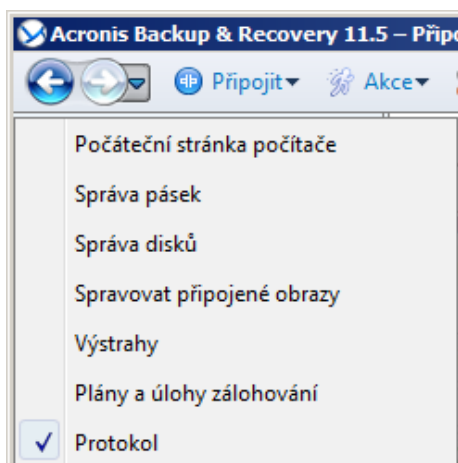 Acronis Backup & Recovery 11.5 – Připo
Připojit Akce
Počáteční stránka počítače
Správa pásek
Správa disků
Spravovat připojené obrazy
Výstrahy
Plány a úlohy zálohování
Protokol